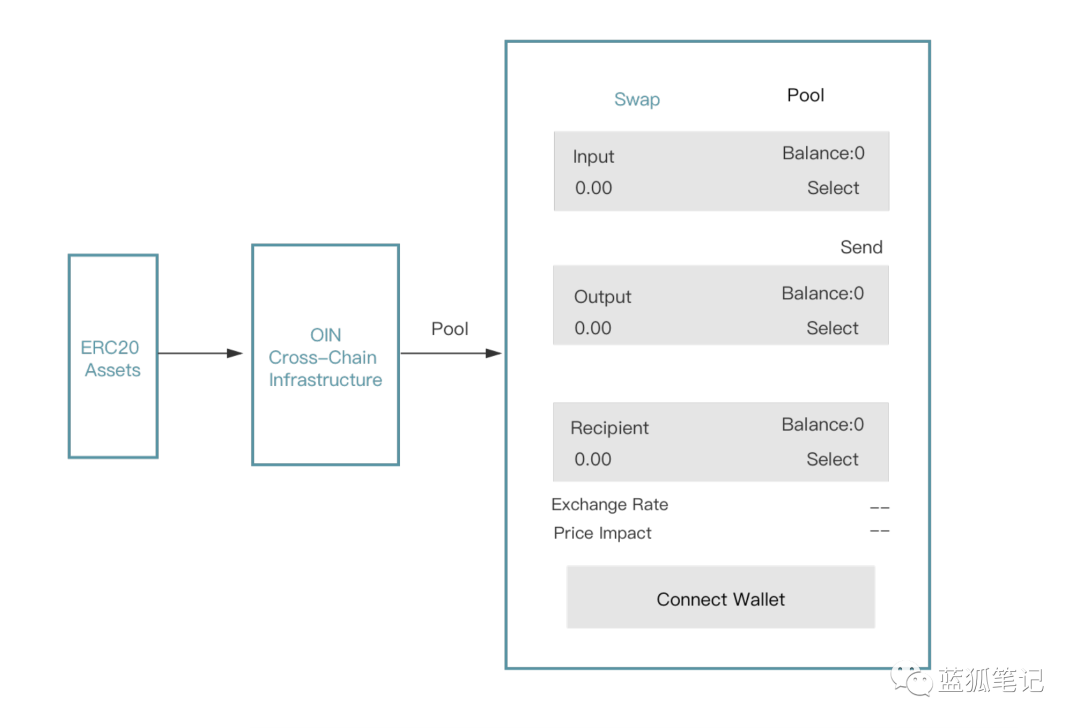 ERC20
Assets
OIN
Cross-Chain
Infrastructure
Pool
Swap
Pool
Input
Balance:0
0.00
Select
Send
Output
Balance:0
0.00
Select
Recipient
Balance:0
0.00
Select
Exchange Rate
--
Price Impact
--
Connect Wallet
蓝狐笔记